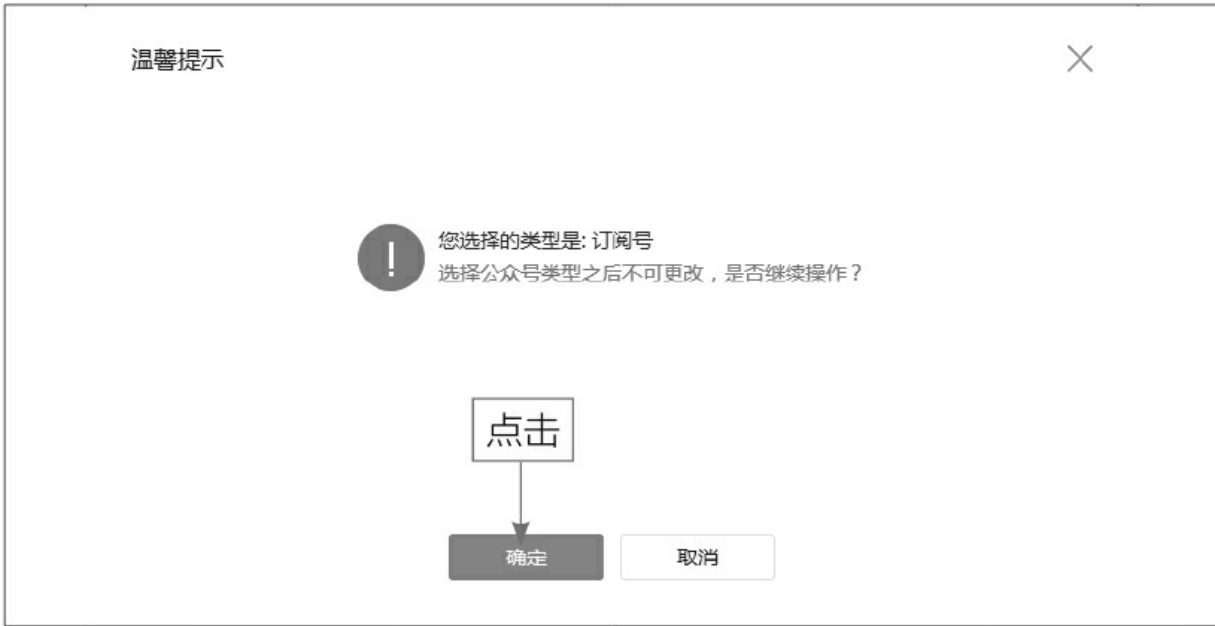 温馨提示
您选择的类型是: 订阅号
选择公众号类型之后不可更改，是否继续操作？
点击
确定
取消